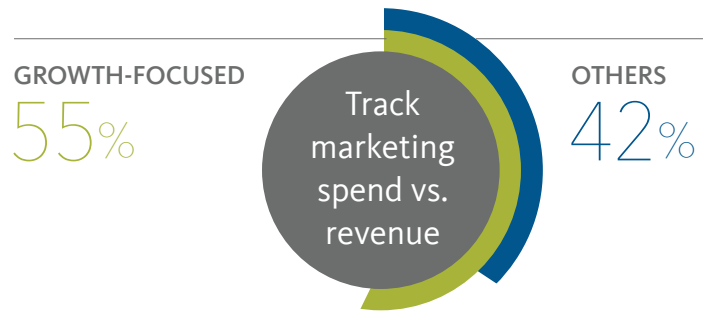 GROWTH-FOCUSED
55%
Track
marketing
spend vs.
revenue
OTHERS
42%